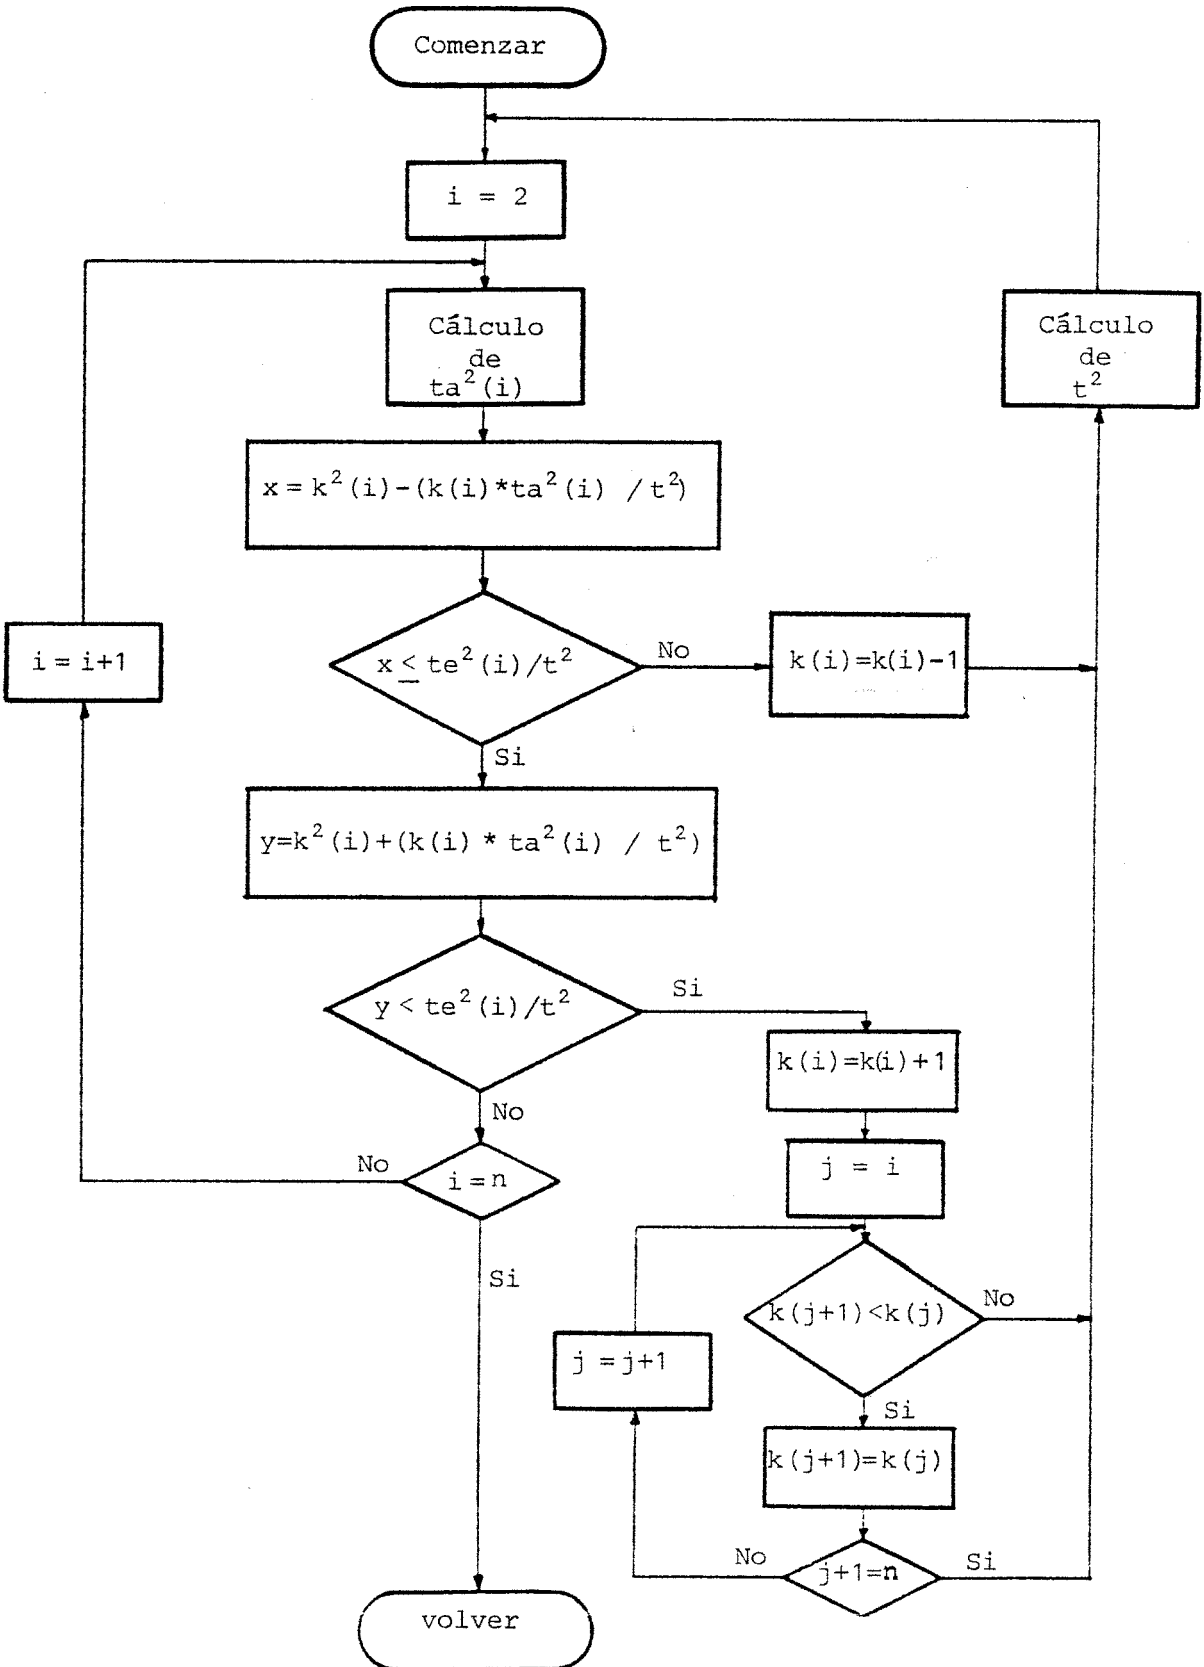 Comenzar
i = 2
Cálculo
de
ta²(i)
Cálculo
de
t²
x = k²(i)-(k(i)*ta²(i) / t²)
i = i+1
x ≤ te²(i)/t²
No
k(i)=k(i)-1
Si
y=k²(i)+(k(i) * ta²(i) / t²)
y < te²(i)/t²
Si
k(i)=k(i)+1
No
j = i
No
i = n
Si
k(j+1)<k(j)
No
j = j+1
Si
k(j+1)=k(j)
No
j+1=n
Si
volver